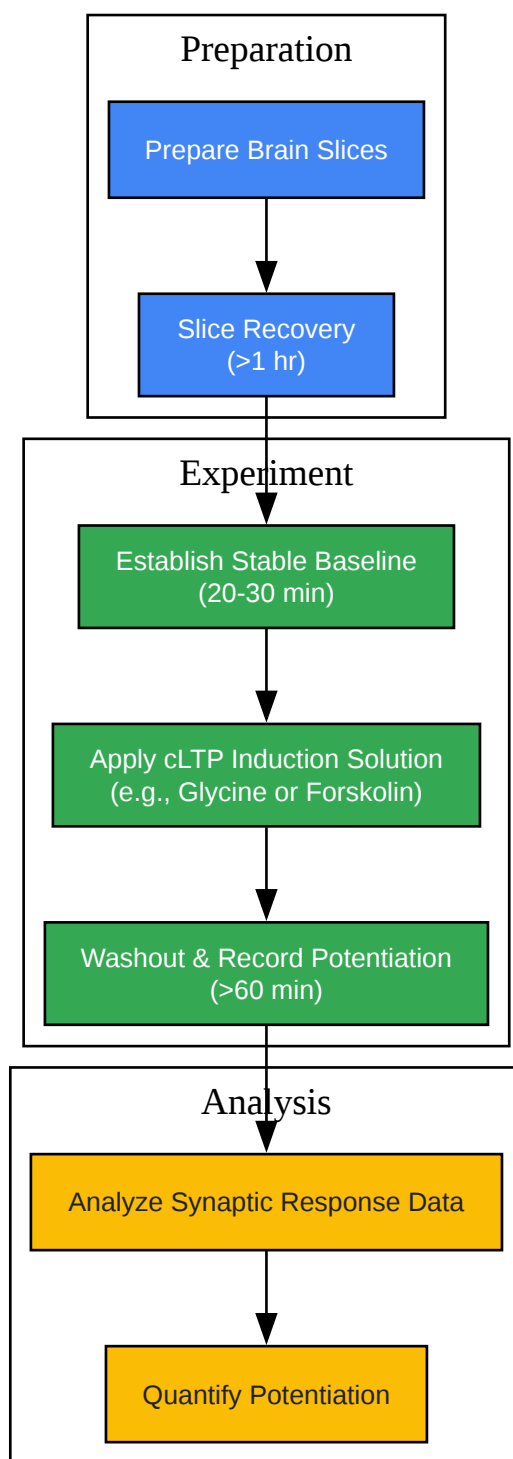 Preparation
Prepare Brain Slices
Slice Recovery
(>1 hr)
Experiment
Establish Stable Baseline
(20-30 min)
Apply cLTP Induction Solution
(e.g., Glycine or Forskolin)
Washout & Record Potentiation
(>60 min)
Analysis
Analyze Synaptic Response Data
Quantify Potentiation